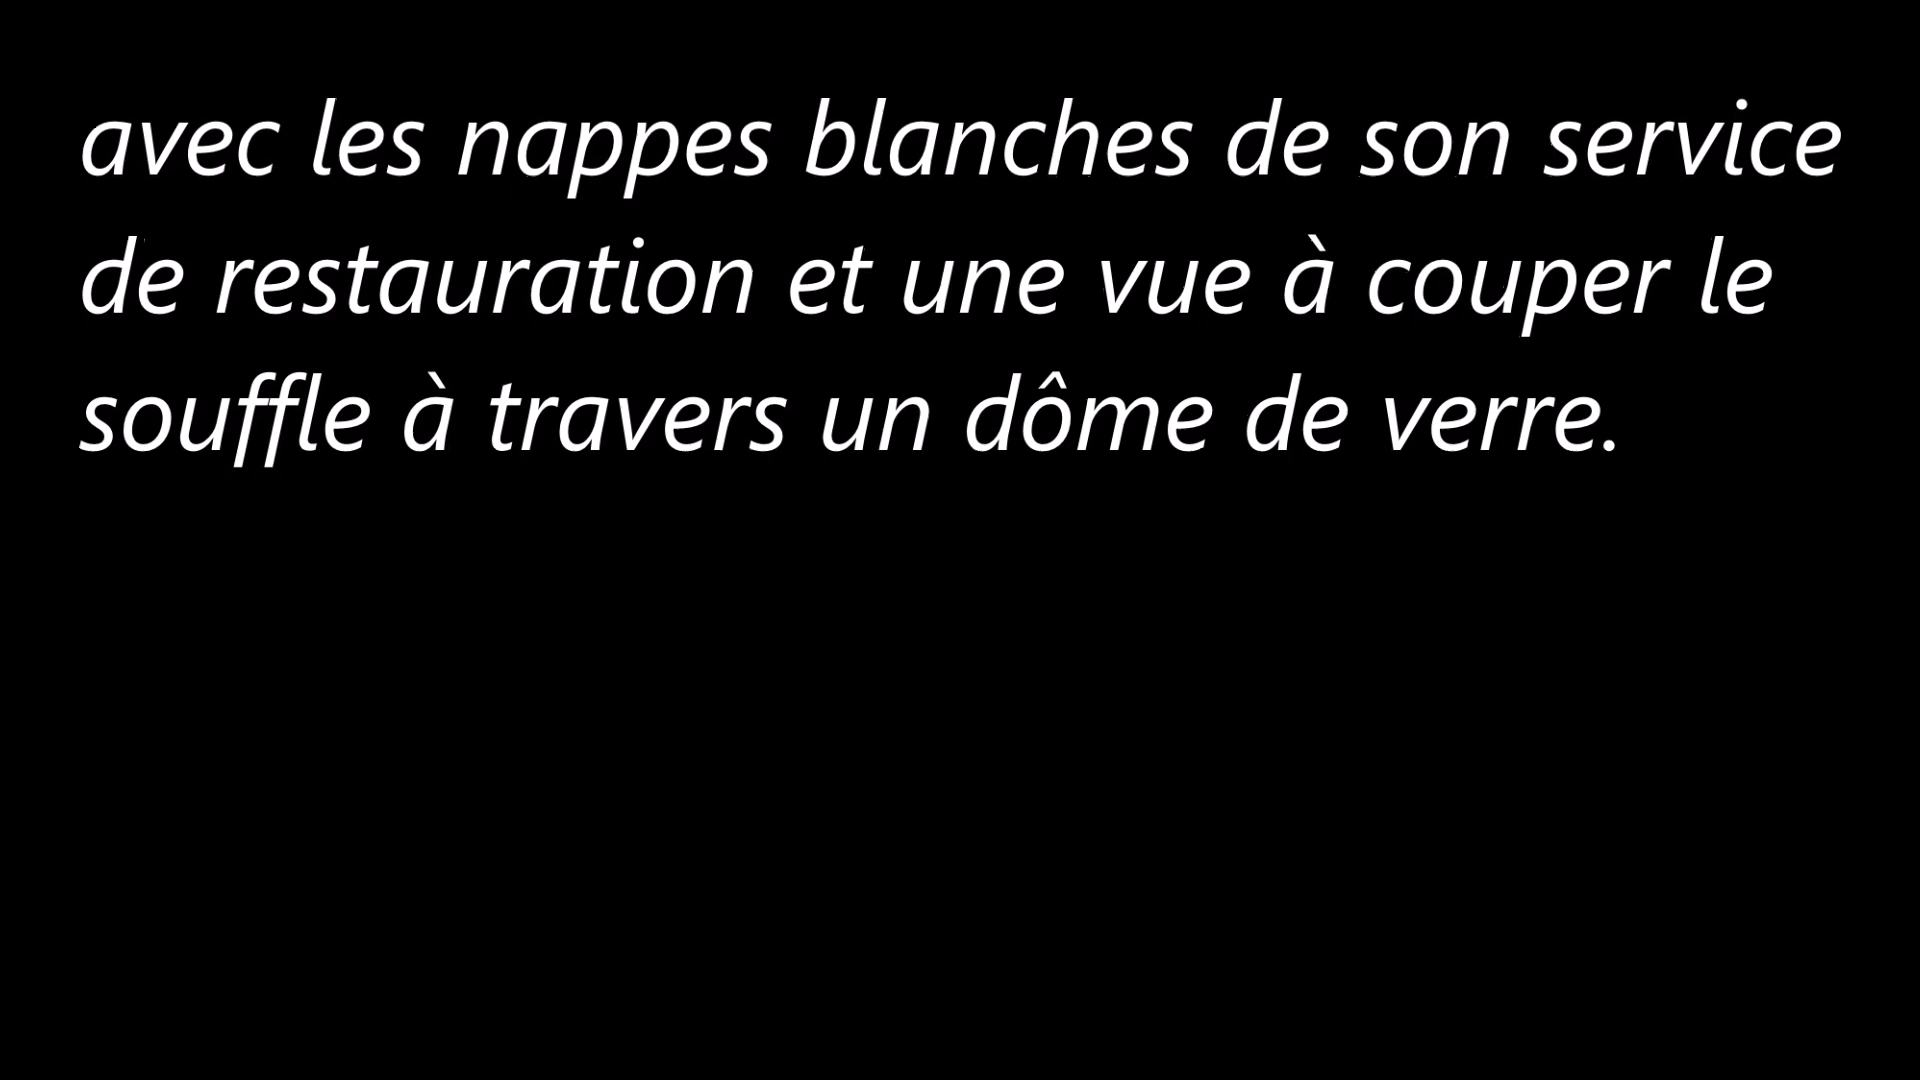 avec les nappes blanches de son service
de restauration et une vue à couper le
souffle à travers un dôme de verre.